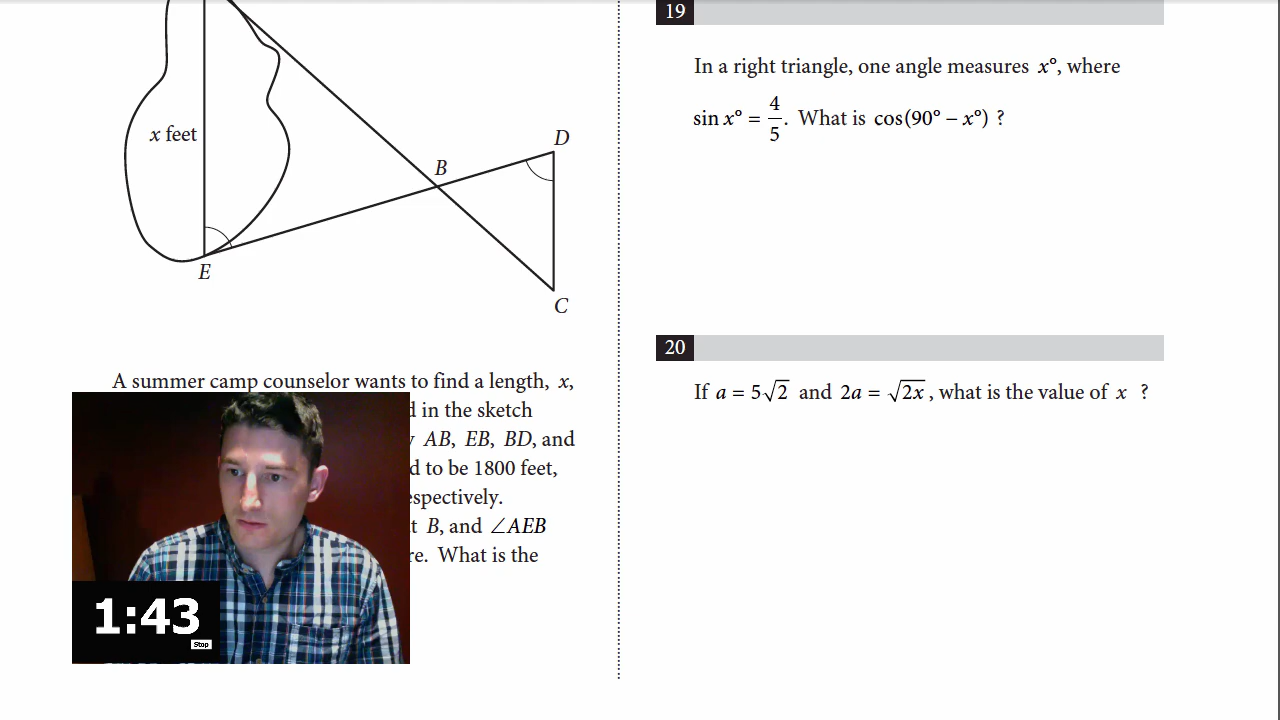 x feet
B
D
E
C
A summer camp counselor wants to find a length, x,
in the sketch
AB, EB, BD, and
to be 1800 feet,
B, and ∠AEB
What is the
1:43
Stop
19
In a right triangle, one angle measures x°, where
sin x° = 4/5. What is cos(90° − x°) ?
20
If a = 5√2 and 2a = √2x, what is the value of x ?